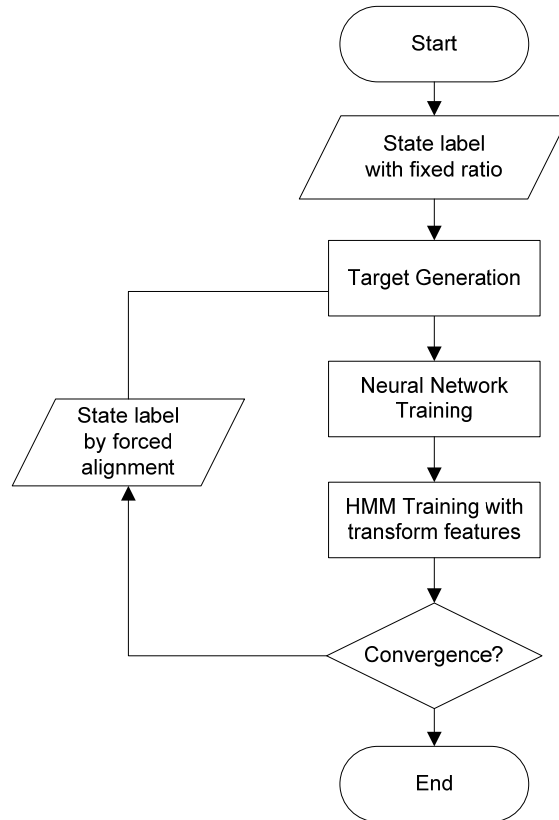 Start
State label
with fixed ratio
Target Generation
Neural Network
Training
State label
by forced
alignment
HMM Training with
transform features
Convergence?
End